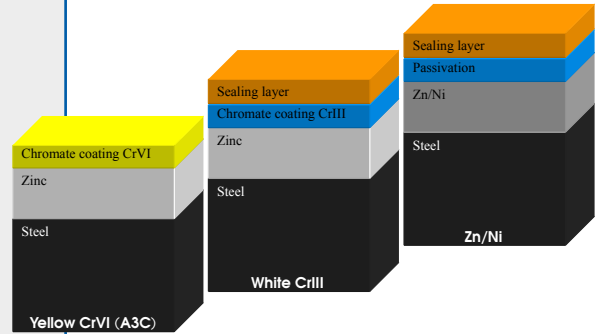 Chromate coating CrVI
Zinc
Steel
Yellow CrVI (A3C)
Sealing layer
Chromate coating CrIII
Zinc
Steel
White CrIII
Sealing layer
Passivation
Zn/Ni
Steel
Zn/Ni